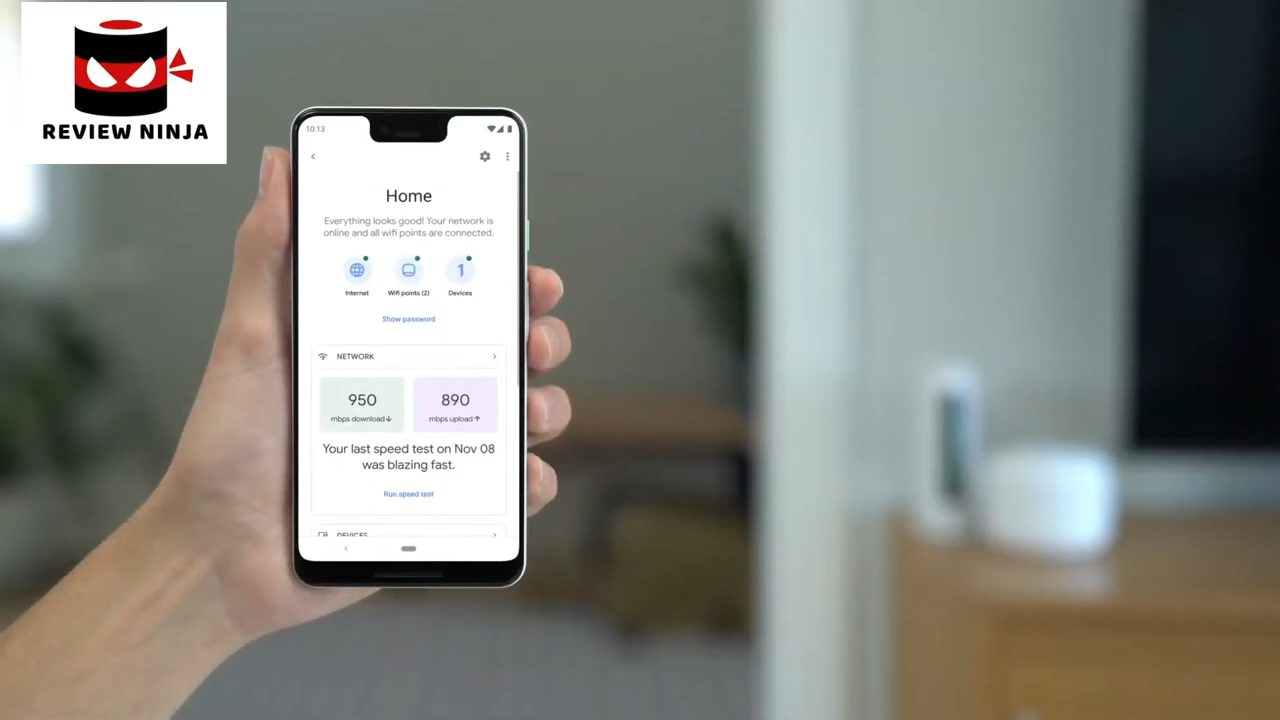 REVIEW NINJA
10:13
Home
Everything looks good! Your network is
online and all wifi points are connected.
1
Internet
Wifi points (2)
Devices
Show password
NETWORK
950
890
mbps download↓
mbps upload↑
Your last speed test on Nov 08
was blazing fast.
Run speed test
DEVICES